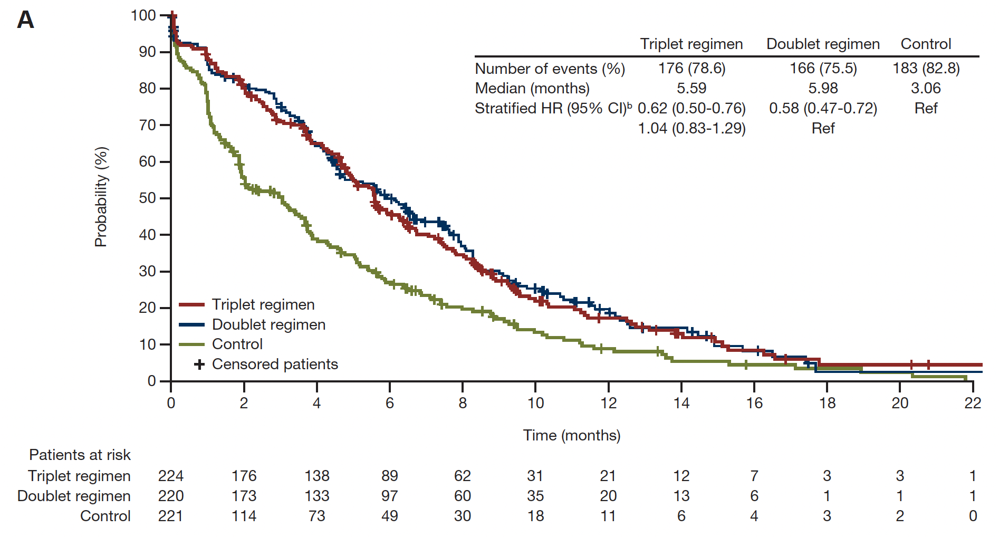 A
Triplet regimen Doublet regimen Control
Number of events (%) 176 (78.6) 166 (75.5) 183 (82.8)
Median (months) 5.59 5.98 3.06
Stratified HR (95% CI)ᵇ 0.62 (0.50-0.76) 0.58 (0.47-0.72) Ref
1.04 (0.83-1.29) Ref
Probability (%)
100
90
80
70
60
50
40
30
20
10
0
Triplet regimen
Doublet regimen
Control
Censored patients
0 2 4 6 8 10 12 14 16 18 20 22
Time (months)
Patients at risk
Triplet regimen 224 176 138 89 62 31 21 12 7 3 3 1
Doublet regimen 220 173 133 97 60 35 20 13 6 1 1 1
Control 221 114 73 49 30 18 11 6 4 3 2 0